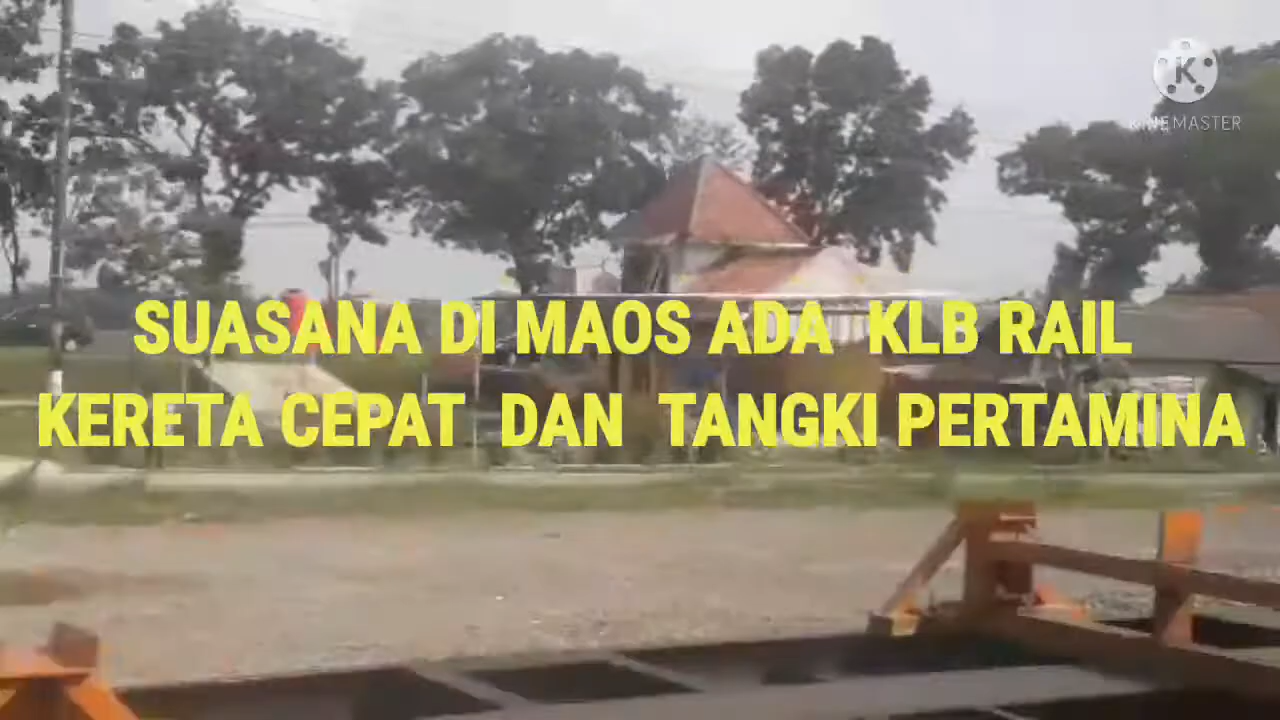 K
KINEMASTER
SUASANA DI MAOS ADA KLB RAIL
KERETA CEPAT DAN TANGKI PERTAMINA